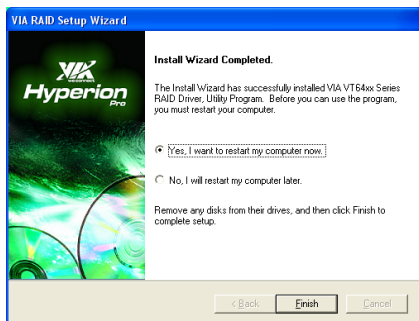 VIA RAID Setup Wizard
VIA
Hyperion
Pro
Install Wizard Completed.
The Install Wizard has successfully installed VIA VT64xx Series
RAID Driver, Utility Program. Before you can use the program,
you must restart your computer.
Yes, I want to restart my computer now.
No, I will restart my computer later.
Remove any disks from their drives, and then click Finish to
complete setup.
< Back
Finish
Cancel